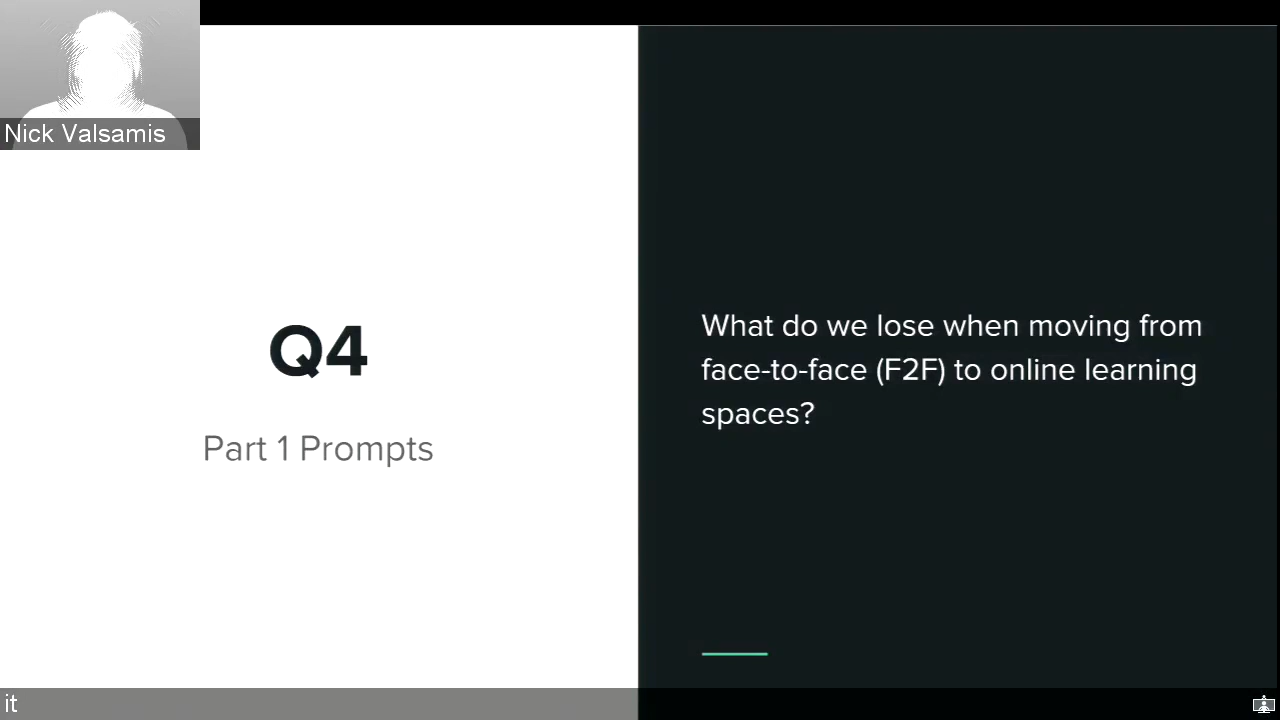 Nick Valsamis
Q4
Part 1 Prompts
What do we lose when moving from
face-to-face (F2F) to online learning
spaces?
it